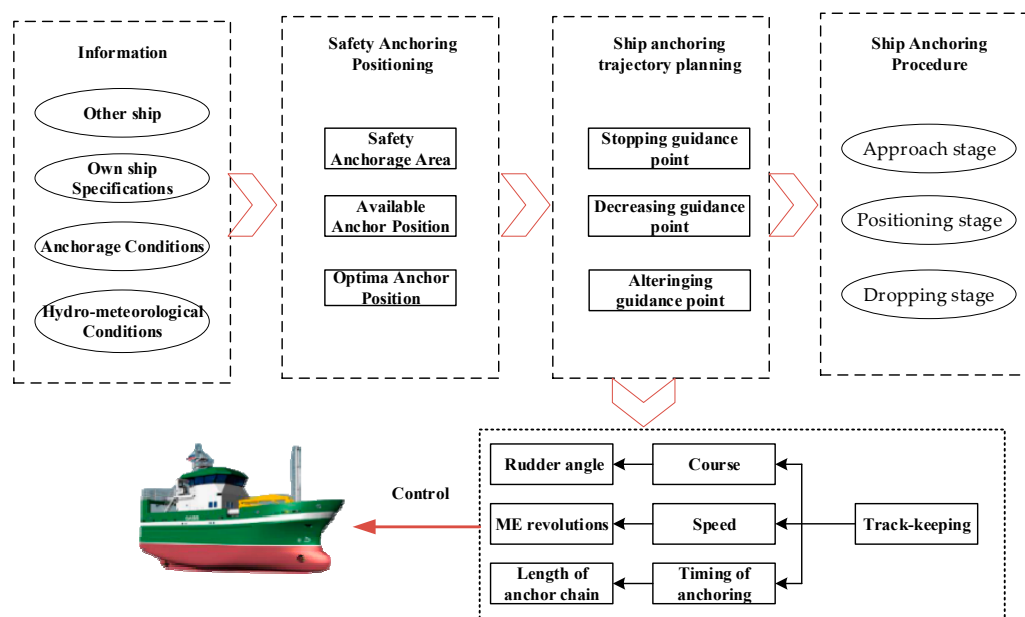 Information
Other ship
Own ship
Specifications
Anchorage Conditions
Hydro-meteorological
Conditions
Safety Anchoring
Positioning
Safety
Anchorage Area
Available
Anchor Position
Optima Anchor
Position
Ship anchoring
trajectory planning
Stopping guidance
point
Decreasing guidance
point
Alteringing
guidance point
Ship Anchoring
Procedure
Approach stage
Positioning stage
Dropping stage
Control
Rudder angle
Course
ME revolutions
Speed
Track-keeping
Length of
anchor chain
Timing of
anchoring